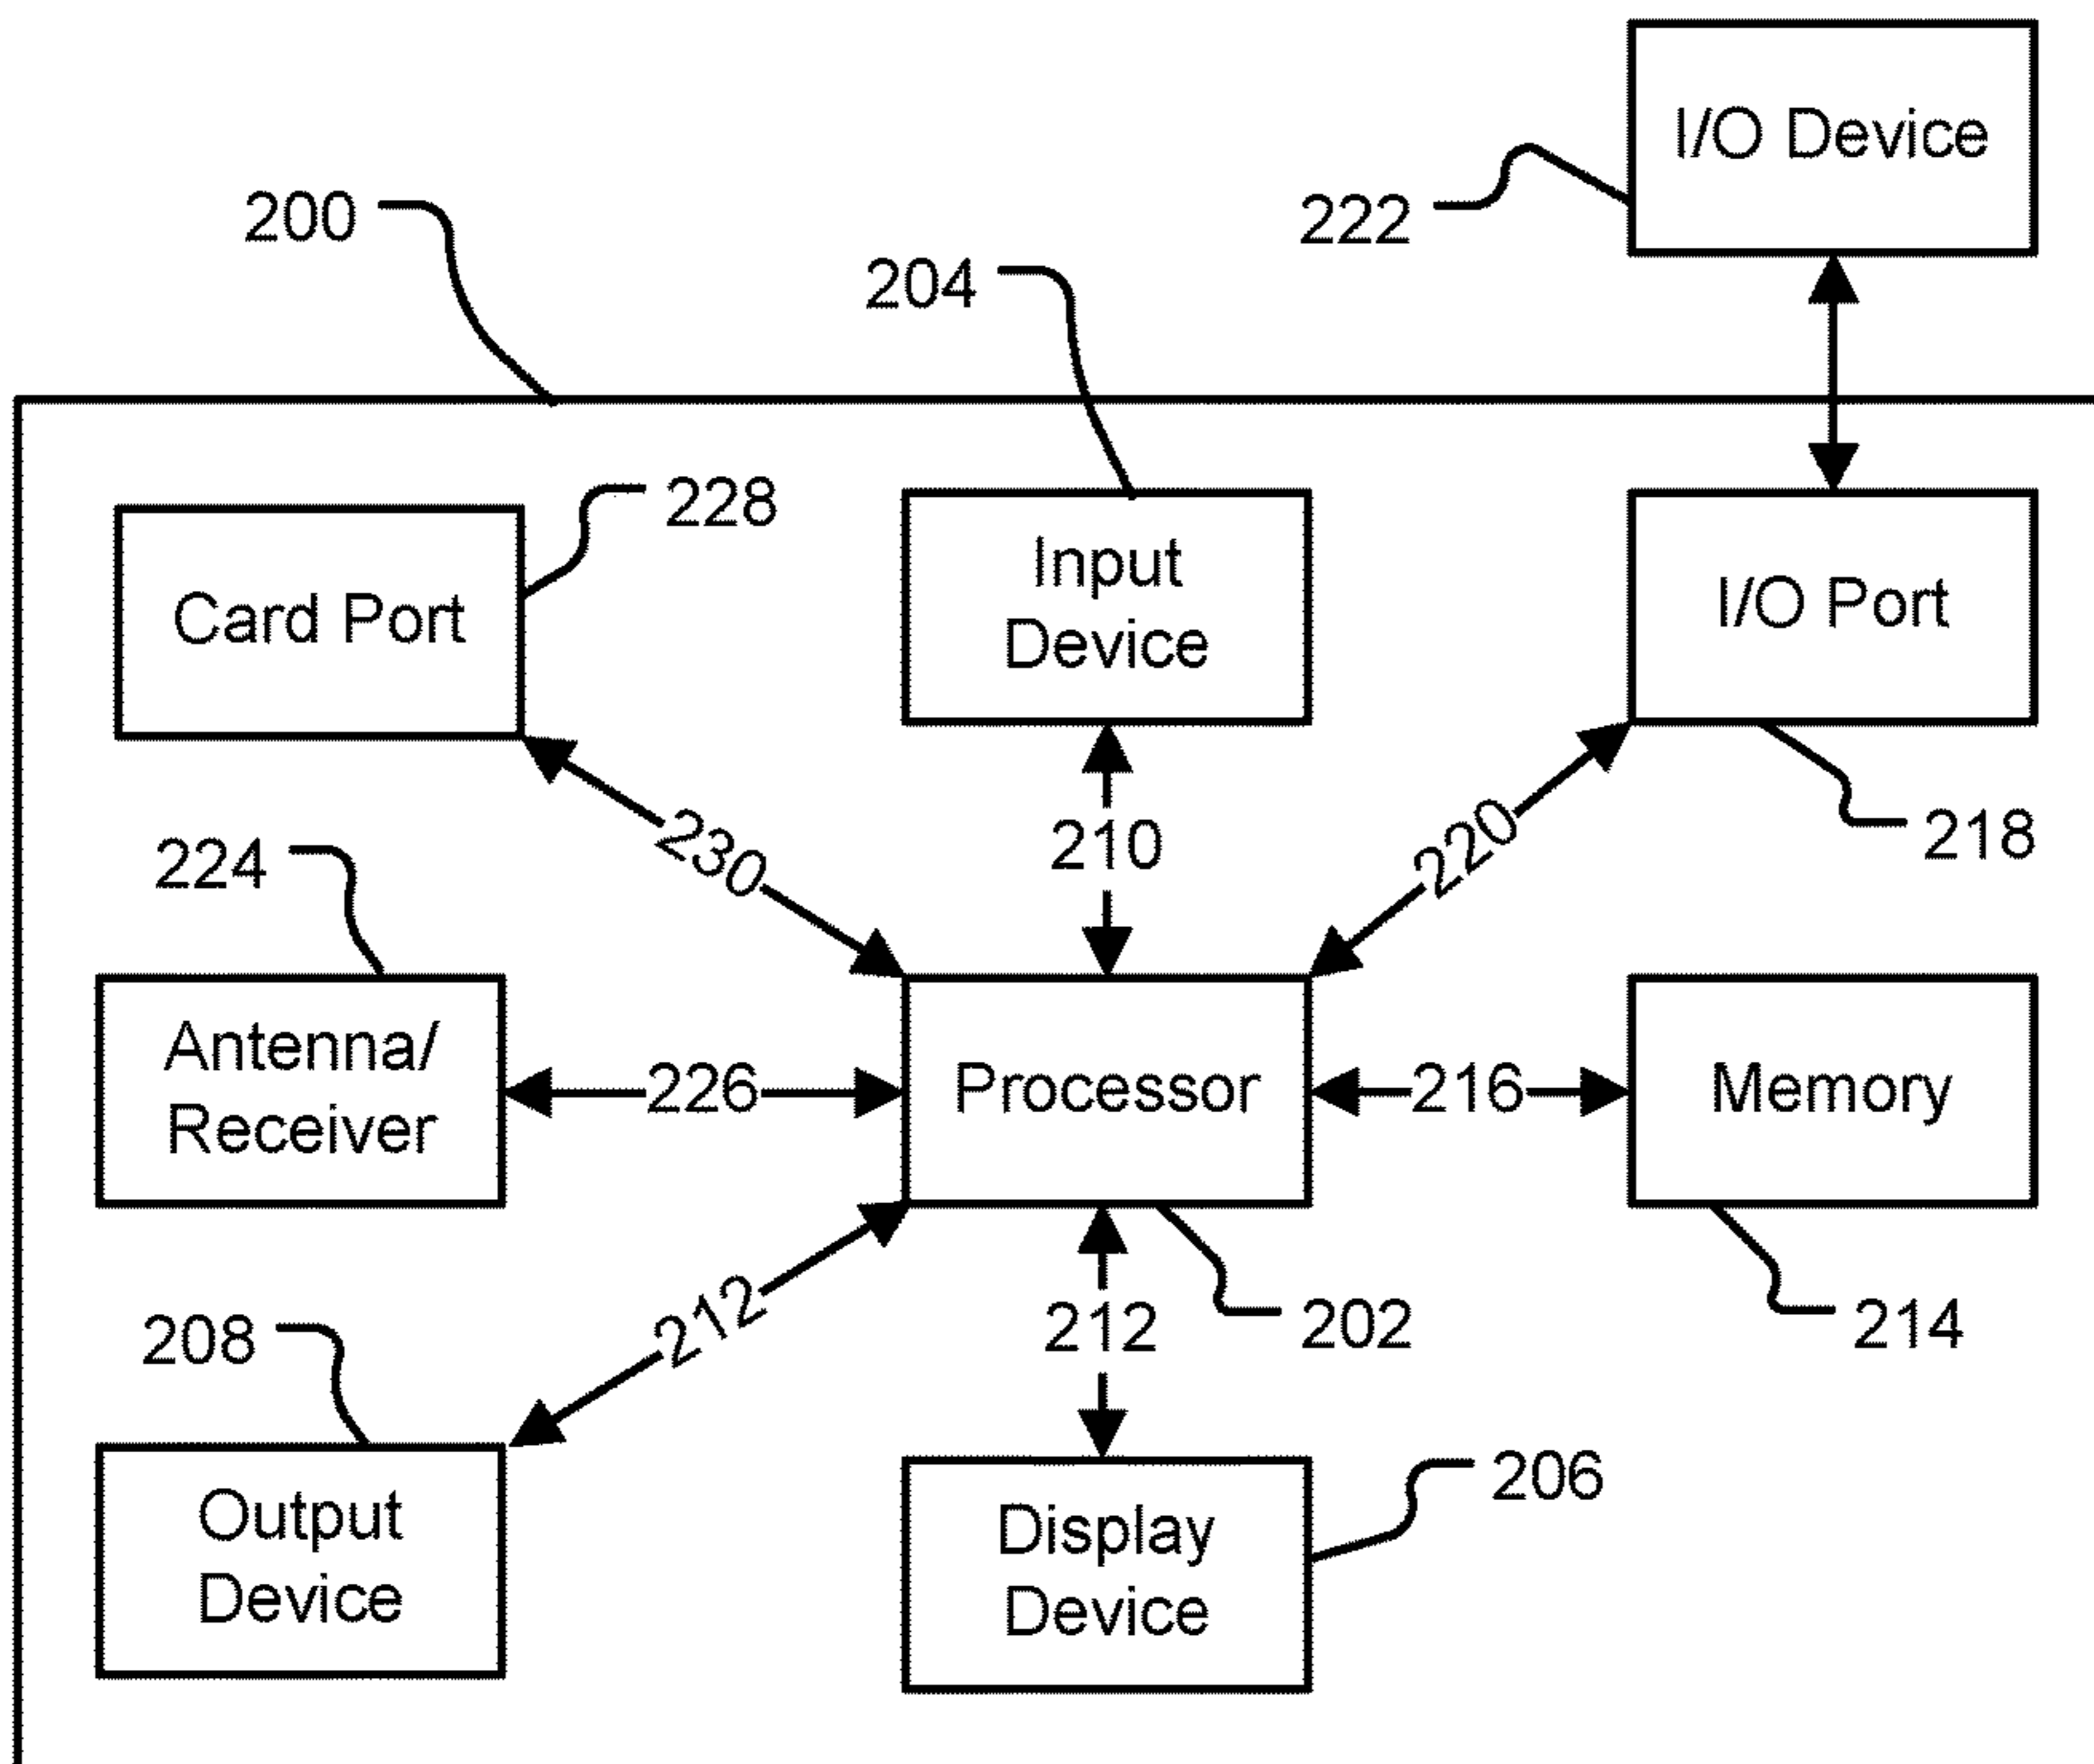 I/O Device
222
200
204
228
Card Port
Input
Device
I/O Port
230
210
220
218
224
Antenna/
Receiver
226
Processor
216
Memory
212
212
202
214
208
Output
Device
Display
Device
206